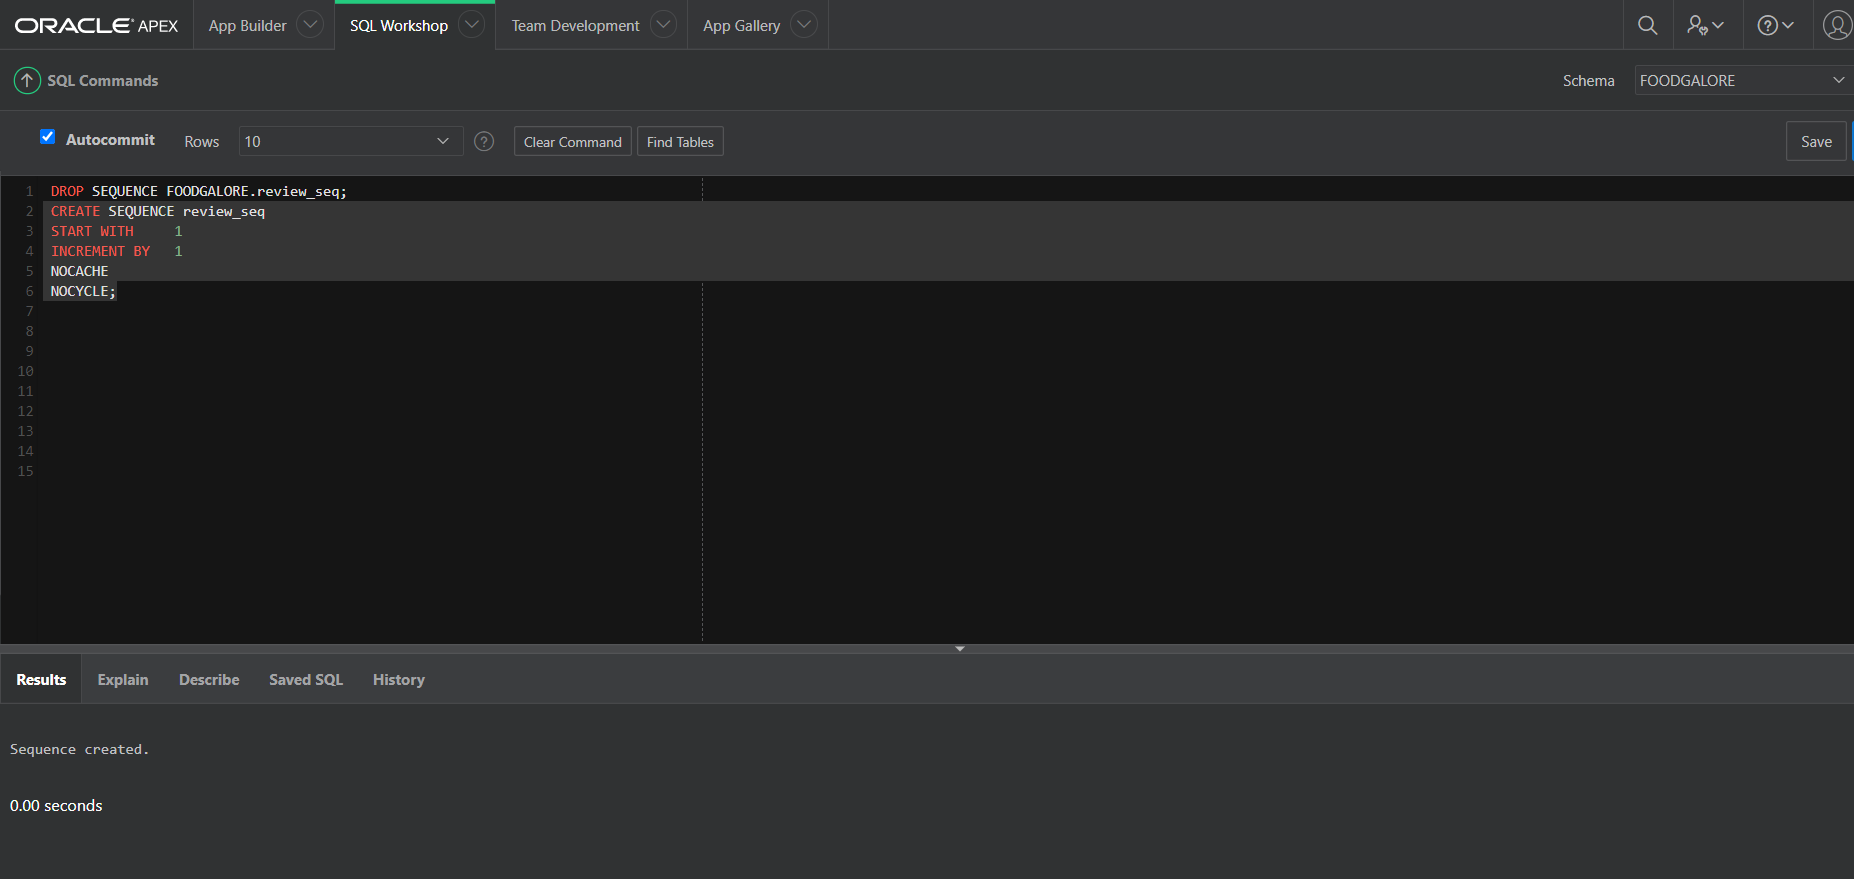 ORACLE APEX App Builder SQL Workshop Team Development App Gallery
SQL Commands Schema FOODGALORE
Autocommit Rows 10 ? Clear Command Find Tables Save
1 DROP SEQUENCE FOODGALORE.review_seq;
2 CREATE SEQUENCE review_seq
3 START WITH 1
4 INCREMENT BY 1
5 NOCACHE
6 NOCYCLE;
7
8
9
10
11
12
13
14
15
Results Explain Describe Saved SQL History
Sequence created.
0.00 seconds